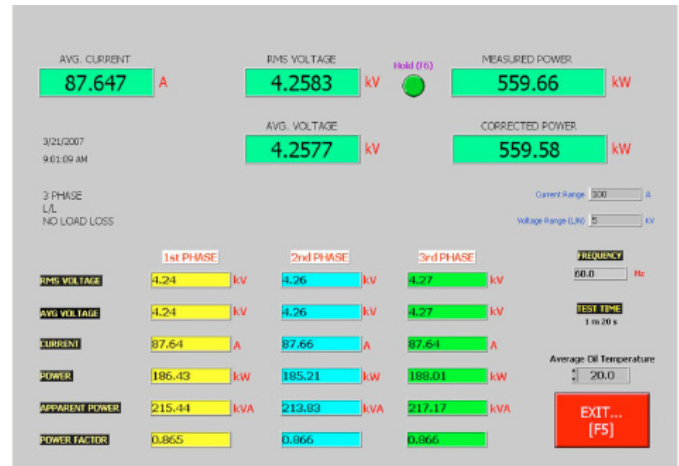 AVG. CURRENT RMS VOLTAGE Hold (F6) MEASURED POWER
87.647 A 4.2583 kV 559.66 kW
AVG. VOLTAGE CORRECTED POWER
4.2577 kV 559.58 kW
3/21/2007
9:01:09 AM
3 PHASE
L/L
NO LOAD LOSS
Current Range 100 A
Voltage Range (L/N) 5 KV
1st PHASE 2nd PHASE 3rd PHASE FREQUENCY
RMS VOLTAGE 4.24 kV 4.26 kV 4.27 kV 60.0 Hz
AVG VOLTAGE 4.24 kV 4.26 kV 4.27 kV TEST TIME
1 m 20 s
CURRENT 87.64 A 87.66 A 87.64 A
Average Oil Temperature
POWER 186.43 kW 185.21 kW 188.01 kW 20.0
APPARENT POWER 215.44 kVA 213.83 kVA 217.17 kVA EXIT...
[F5]
POWER FACTOR 0.865 0.866 0.866